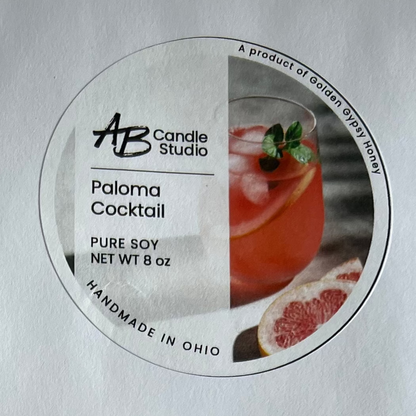 A product of Golden Gypsy Honey
AB Candle
Studio
Paloma
Cocktail
PURE SOY
NET WT 8 oz
HANDMADE IN OHIO